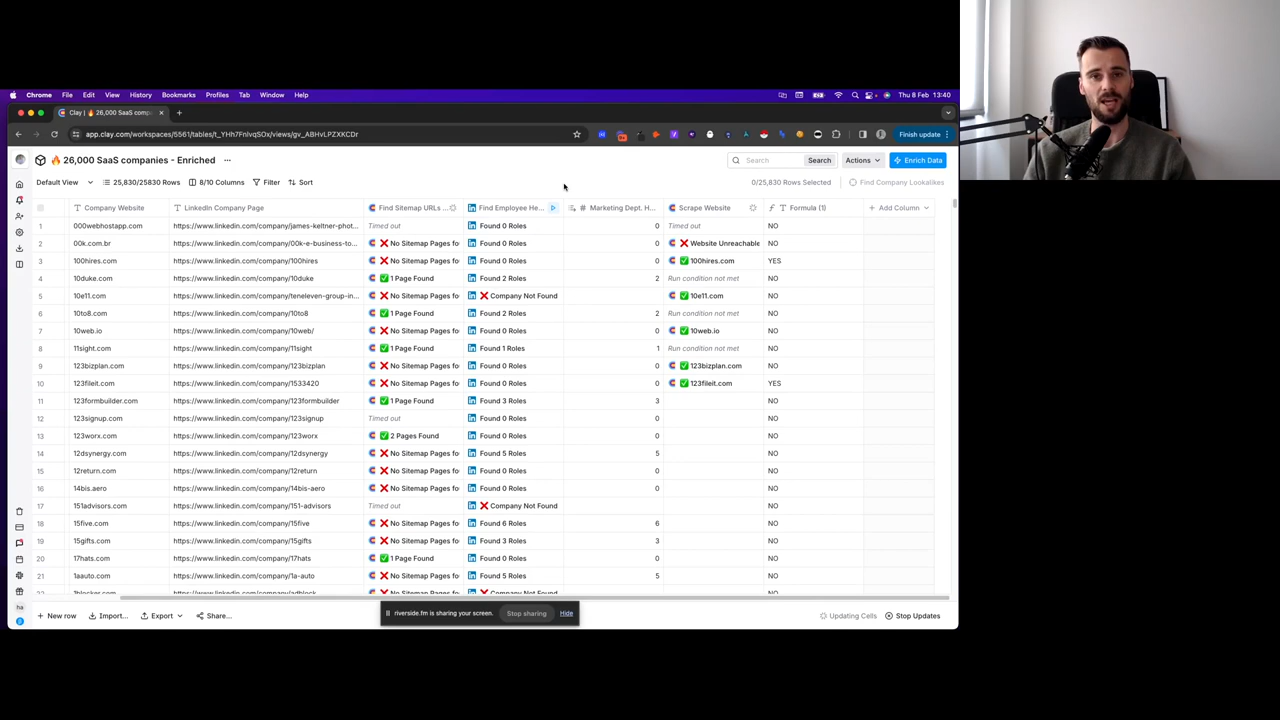 Chrome File Edit View History Bookmarks Profiles Tab Window Help Thu 8 Feb 13:40
Clay | 🔥 26,000 SaaS compa
app.clay.com/workspaces/5561/tables/t_YHh7FnIvqSOx/views/gv_ABHvLPZXKCDr Finish update
🔥 26,000 SaaS companies - Enriched ... Search Search Actions Enrich Data
Default View 25,830/25830 Rows 8/10 Columns Filter Sort 0/25,830 Rows Selected Find Company Lookalikes
Company Website LinkedIn Company Page Find Sitemap URLs ... Find Employee He... # Marketing Dept. H... Scrape Website Formula (1) + Add Column
1 000webhostapp.com https://www.linkedin.com/company/james-keltner-phot... Timed out Found 0 Roles 0 Timed out NO
2 00k.com.br https://www.linkedin.com/company/00k-e-business-to... ❌ No Sitemap Pages fo Found 0 Roles 0 ❌ Website Unreachable NO
3 100hires.com https://www.linkedin.com/company/100hires ❌ No Sitemap Pages fo Found 0 Roles 0 ✅ 100hires.com YES
4 10duke.com https://www.linkedin.com/company/10duke ✅ 1 Page Found Found 2 Roles 2 Run condition not met NO
5 10e11.com https://www.linkedin.com/company/teneleven-group-in... ❌ No Sitemap Pages fo ❌ Company Not Found ✅ 10e11.com NO
6 10to8.com https://www.linkedin.com/company/10to8 ✅ 1 Page Found Found 2 Roles 2 Run condition not met NO
7 10web.io https://www.linkedin.com/company/10web/ ❌ No Sitemap Pages fo Found 0 Roles 0 ✅ 10web.io NO
8 11sight.com https://www.linkedin.com/company/11sight ✅ 1 Page Found Found 1 Roles 1 Run condition not met NO
9 123bizplan.com https://www.linkedin.com/company/123bizplan ❌ No Sitemap Pages fo Found 0 Roles 0 ✅ 123bizplan.com NO
10 123fileit.com https://www.linkedin.com/company/1533420 ❌ No Sitemap Pages fo Found 0 Roles 0 ✅ 123fileit.com YES
11 123formbuilder.com https://www.linkedin.com/company/123formbuilder ✅ 1 Page Found Found 3 Roles 3 NO
12 123signup.com https://www.linkedin.com/company/123signup Timed out Found 0 Roles 0 NO
13 123worx.com https://www.linkedin.com/company/123worx ✅ 2 Pages Found Found 0 Roles 0 NO
14 12dsynergy.com https://www.linkedin.com/company/12dsynergy ❌ No Sitemap Pages fo Found 5 Roles 5 NO
15 12return.com https://www.linkedin.com/company/12return ❌ No Sitemap Pages fo Found 0 Roles 0 NO
16 14bis.aero https://www.linkedin.com/company/14bis-aero ❌ No Sitemap Pages fo Found 0 Roles 0 NO
17 151advisors.com https://www.linkedin.com/company/151-advisors Timed out ❌ Company Not Found NO
18 15five.com https://www.linkedin.com/company/15five ❌ No Sitemap Pages fo Found 6 Roles 6 NO
19 15gifts.com https://www.linkedin.com/company/15gifts ❌ No Sitemap Pages fo Found 3 Roles 3 NO
20 17hats.com https://www.linkedin.com/company/17hats ✅ 1 Page Found Found 0 Roles 0 NO
21 1aauto.com https://www.linkedin.com/company/1a-auto ❌ No Sitemap Pages fo Found 5 Roles 5 NO
+ New row Import... Export Share... riverside.fm is sharing your screen. Stop sharing Hide Updating Cells Stop Updates